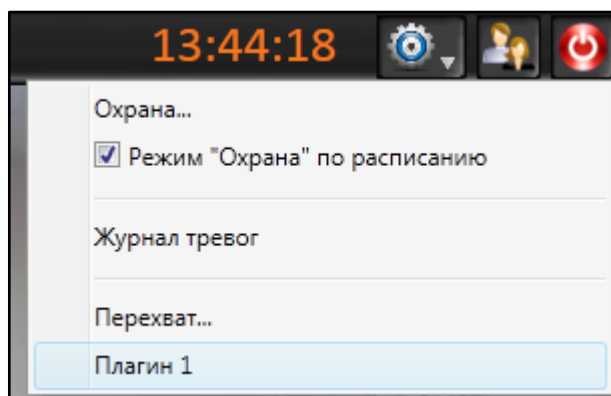 13:44:18
Охрана...
Режим "Охрана" по расписанию
Журнал тревог
Перехват...
Плагин 1